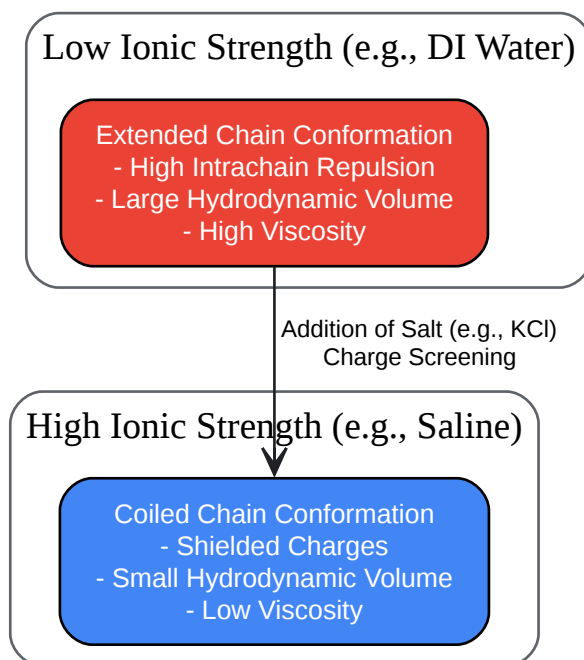 Low Ionic Strength (e.g., DI Water)
Extended Chain Conformation
- High Intrachain Repulsion
- Large Hydrodynamic Volume
- High Viscosity
Addition of Salt (e.g., KCl)
Charge Screening
High Ionic Strength (e.g., Saline)
Coiled Chain Conformation
- Shielded Charges
- Small Hydrodynamic Volume
- Low Viscosity